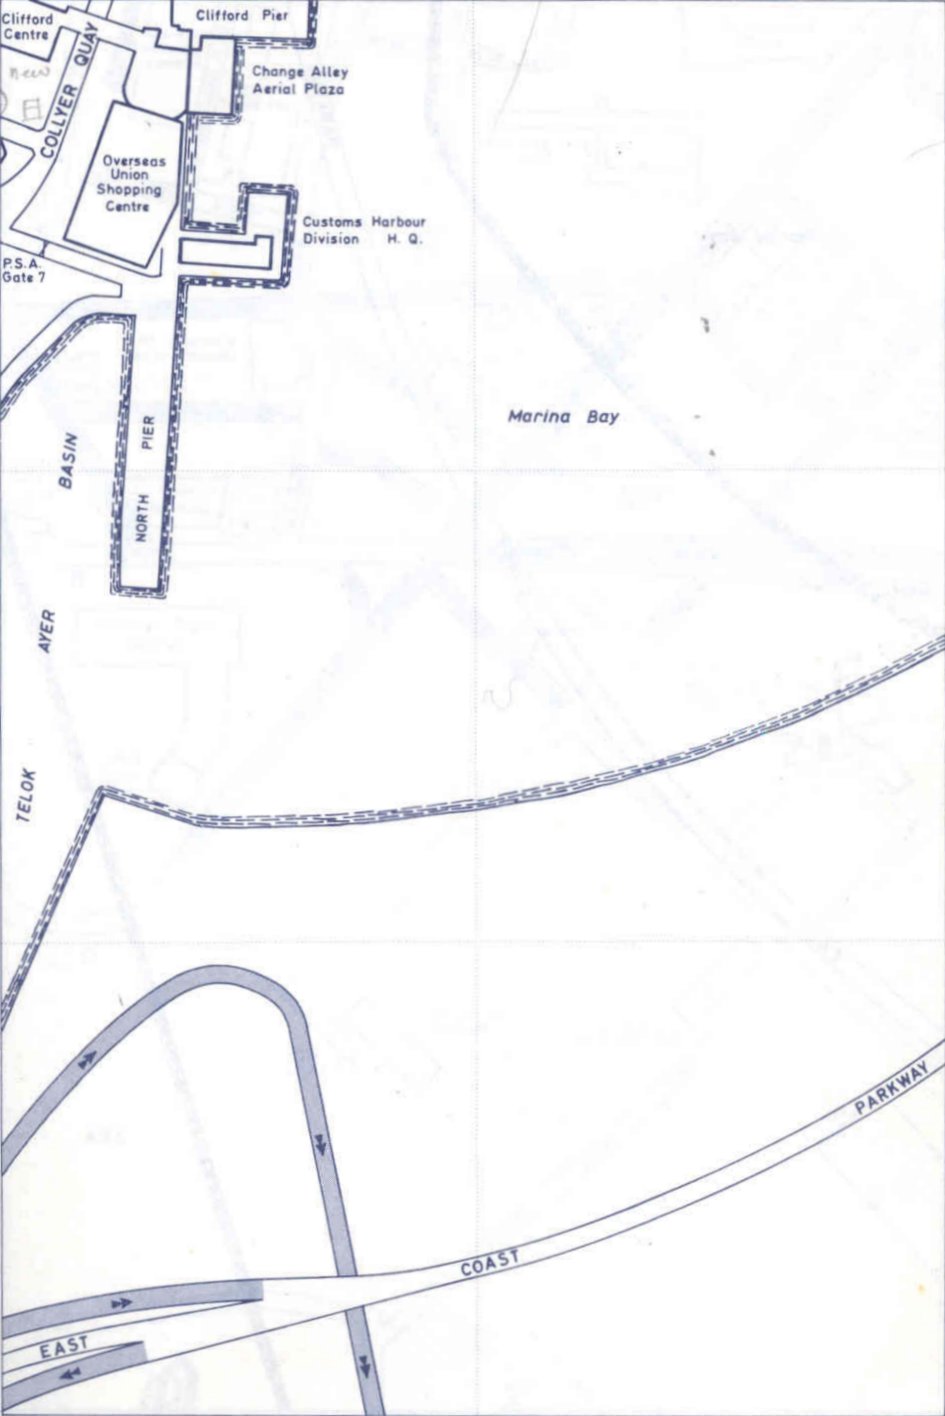 Clifford
Centre
Clifford Pier
new
COLLYER QUAY
Change Alley
Aerial Plaza
Overseas
Union
Shopping
Centre
Customs Harbour
Division H. Q.
P.S.A.
Gate 7
Marina Bay
NORTH PIER
TELOK AYER BASIN
EAST COAST PARKWAY